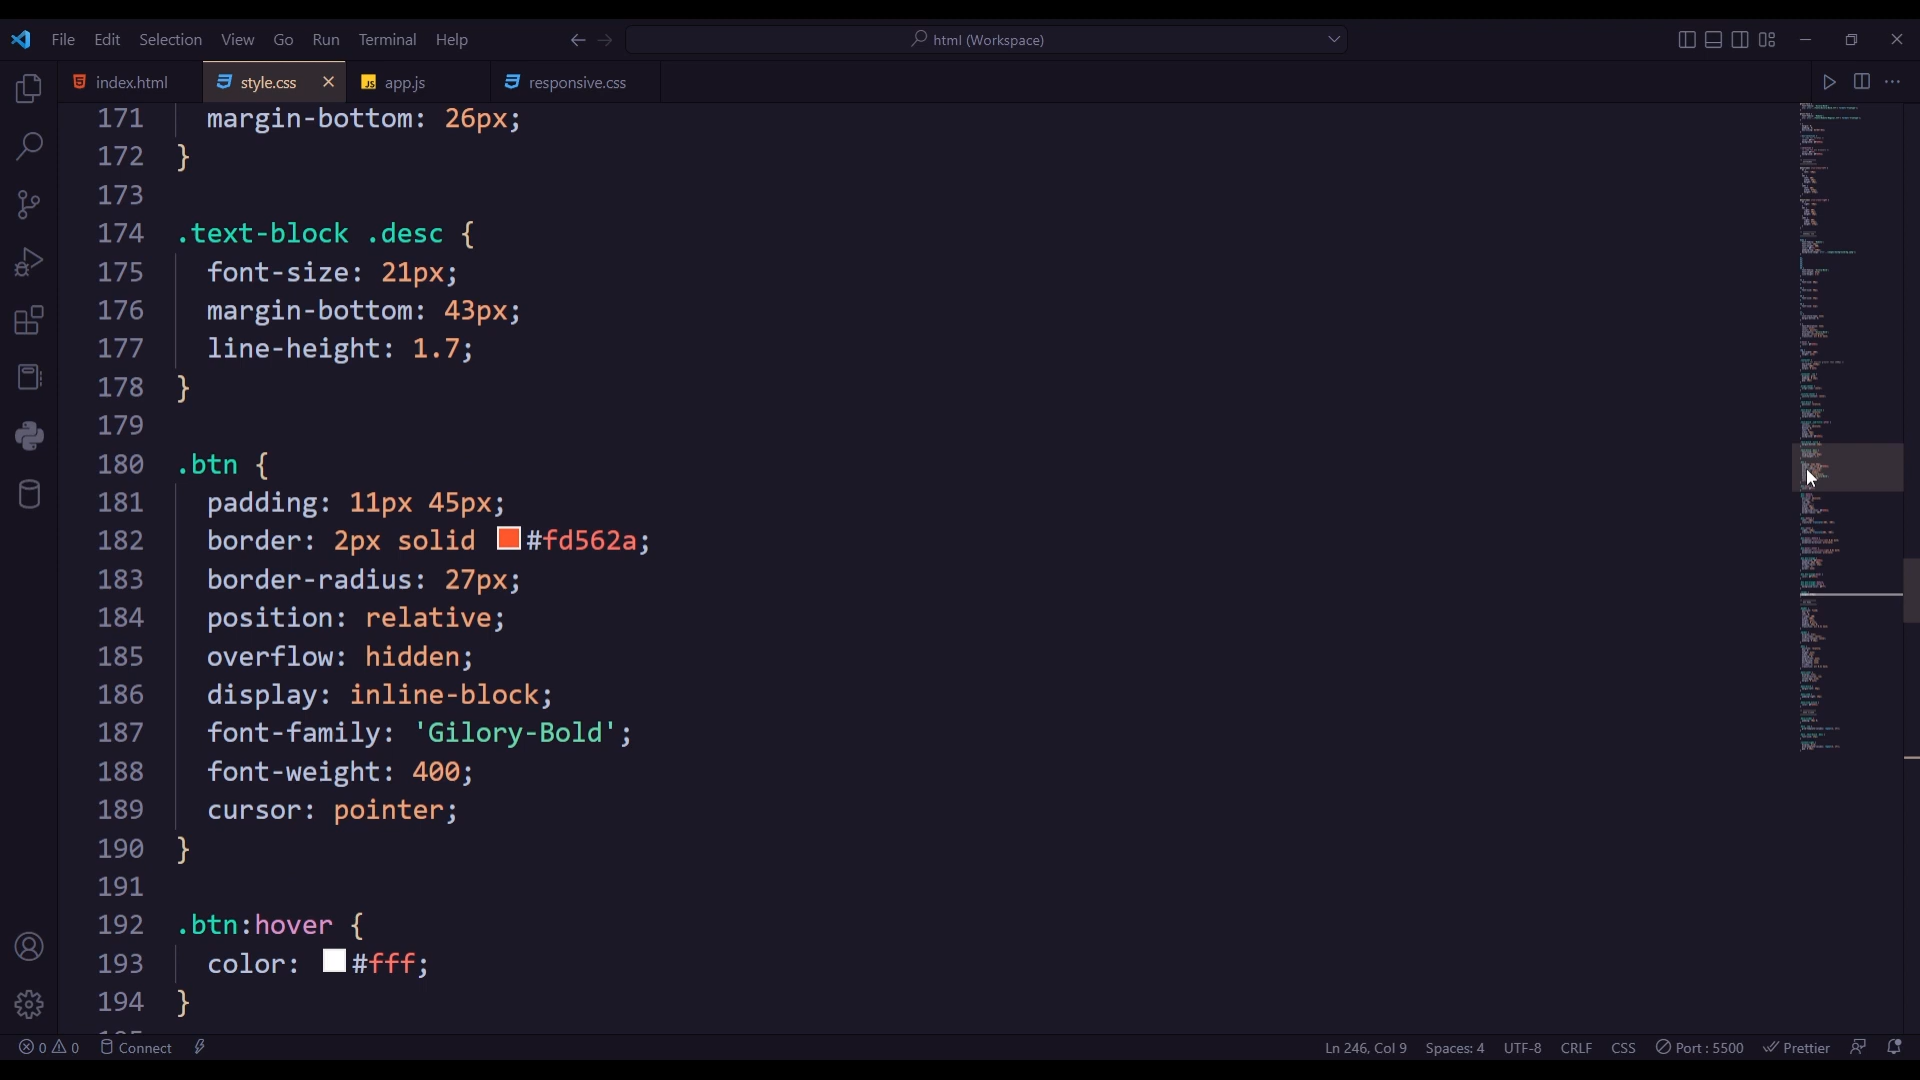 File Edit Selection View Go Run Terminal Help html (Workspace)
index.html style.css app.js responsive.css
171 margin-bottom: 26px;
172 }
173
174 .text-block .desc {
175 font-size: 21px;
176 margin-bottom: 43px;
177 line-height: 1.7;
178 }
179
180 .btn {
181 padding: 11px 45px;
182 border: 2px solid #fd562a;
183 border-radius: 27px;
184 position: relative;
185 overflow: hidden;
186 display: inline-block;
187 font-family: 'Gilory-Bold';
188 font-weight: 400;
189 cursor: pointer;
190 }
191
192 .btn:hover {
193 color: #fff;
194 }
0 0 Connect Ln 246, Col 9 Spaces: 4 UTF-8 CRLF CSS Port : 5500 Prettier